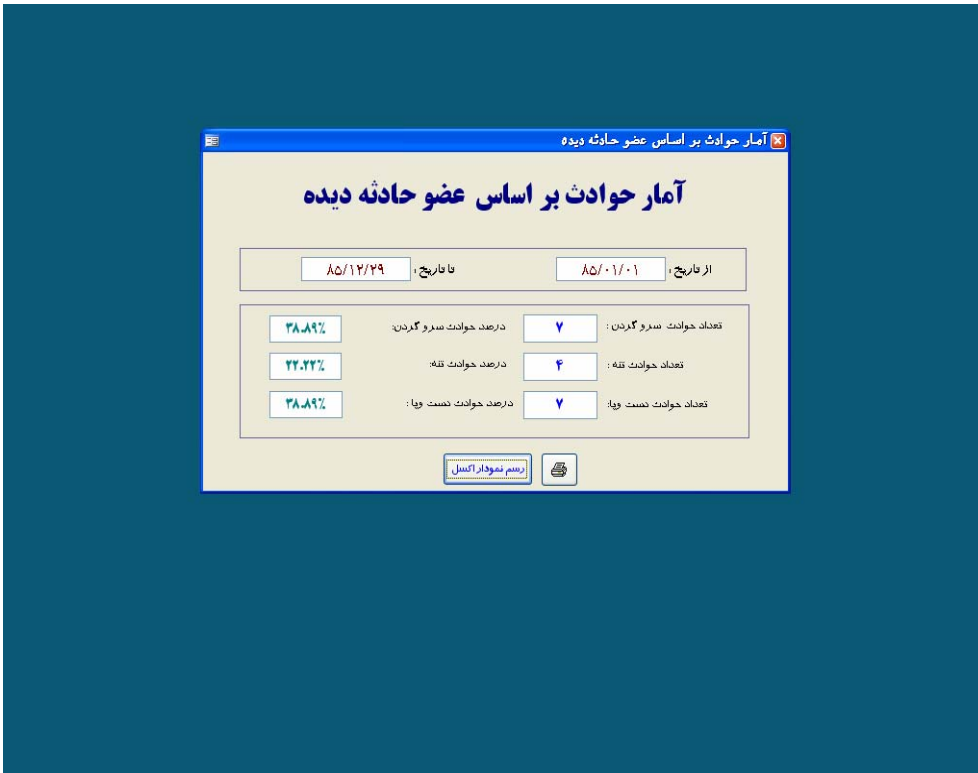 آمار حوادث بر اساس عضو حادثه دیده
آمار حوادث بر اساس عضو حادثه دیده
از تاریخ : ۸۵/۰۱/۰۱ تا تاریخ : ۸۵/۱۲/۲۹
تعداد حوادث سرو گردن : ۷ درصد حوادث سرو گردن: ۳۸.۸۹%
تعداد حوادث تنه : ۴ درصد حوادث تنه: ۲۲.۲۲%
تعداد حوادث دست وپا: ۷ درصد حوادث دست وپا : ۳۸.۸۹%
رسم نمودار اکسل